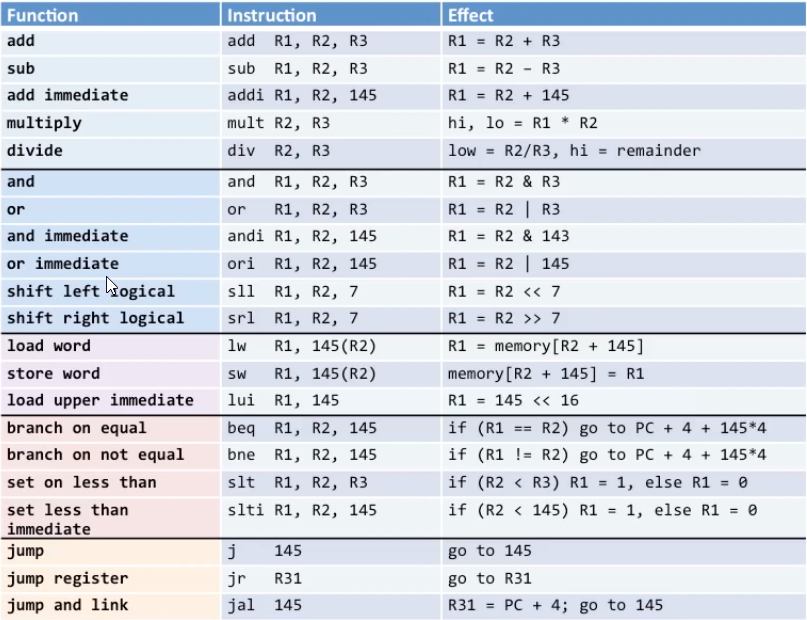 Function Instruction Effect
add add R1, R2, R3 R1 = R2 + R3
sub sub R1, R2, R3 R1 = R2 – R3
add immediate addi R1, R2, 145 R1 = R2 + 145
multiply mult R2, R3 hi, lo = R1 * R2
divide div R2, R3 low = R2/R3, hi = remainder
and and R1, R2, R3 R1 = R2 & R3
or or R1, R2, R3 R1 = R2 | R3
and immediate andi R1, R2, 145 R1 = R2 & 143
or immediate ori R1, R2, 145 R1 = R2 | 145
shift left logical sll R1, R2, 7 R1 = R2 << 7
shift right logical srl R1, R2, 7 R1 = R2 >> 7
load word lw R1, 145(R2) R1 = memory[R2 + 145]
store word sw R1, 145(R2) memory[R2 + 145] = R1
load upper immediate lui R1, 145 R1 = 145 << 16
branch on equal beq R1, R2, 145 if (R1 == R2) go to PC + 4 + 145*4
branch on not equal bne R1, R2, 145 if (R1 != R2) go to PC + 4 + 145*4
set on less than slt R1, R2, R3 if (R2 < R3) R1 = 1, else R1 = 0
set less than slti R1, R2, 145 if (R2 < 145) R1 = 1, else R1 = 0
immediate
jump j 145 go to 145
jump register jr R31 go to R31
jump and link jal 145 R31 = PC + 4; go to 145